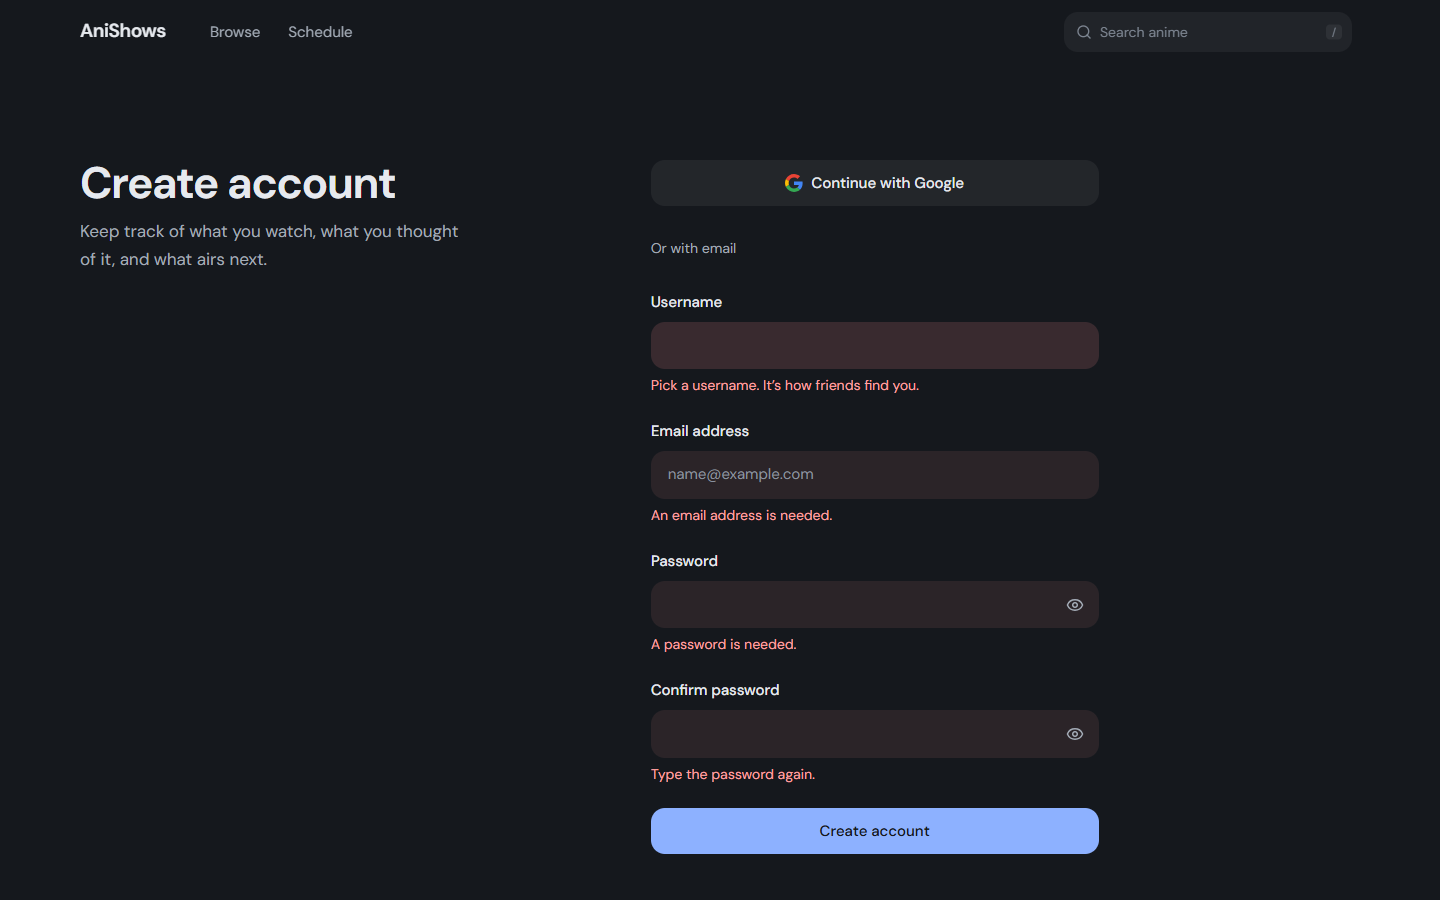 AniShows
Browse
Schedule
Search anime
/
Create account
Keep track of what you watch, what you thought
of it, and what airs next.
Continue with Google
Or with email
Username
Pick a username. It’s how friends find you.
Email address
name@example.com
An email address is needed.
Password
A password is needed.
Confirm password
Type the password again.
Create account